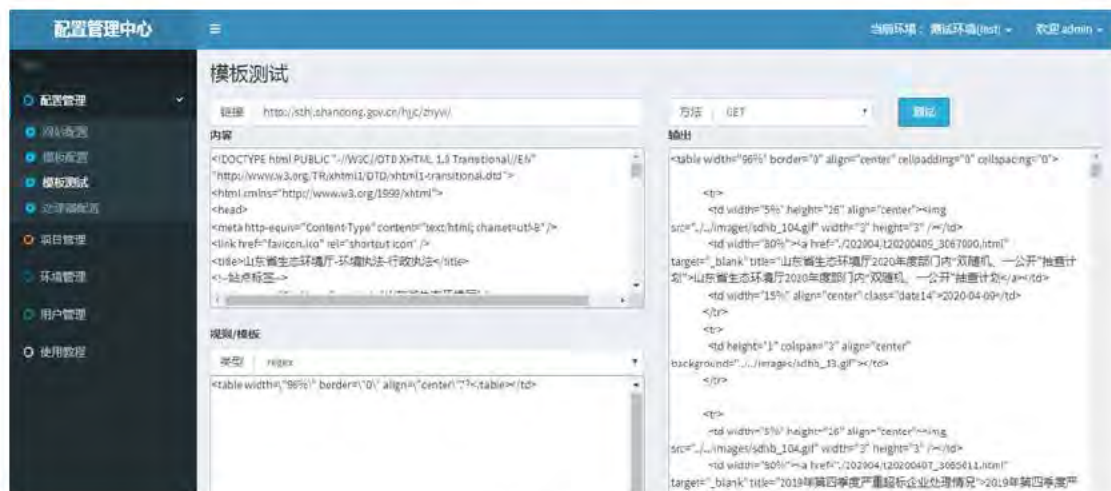 配置管理中心
当前环境： 测试环境(test)
欢迎 admin
模板测试
配置管理
网站配置
模板配置
模板测试
处理器配置
项目管理
环境管理
用户管理
使用教程
链接 http://sthj.shandong.gov.cn/hjjc/zhyw/
方法 GET
测试
内容
<!DOCTYPE html PUBLIC "-//W3C//DTD XHTML 1.0 Transitional//EN"
"http://www.w3.org/TR/xhtml1/DTD/xhtml1-transitional.dtd">
<html xmlns="http://www.w3.org/1999/xhtml">
<head>
<meta http-equiv="Content-Type" content="text/html; charset=utf-8"/>
<link href="favicon.ico" rel="shortcut icon" />
<title>山东省生态环境厅-环境执法-行政执法</title>
<!--站点标签-->
规则/模板
类型 regex
<table width=\"96%\" border=\"0\" align=\"center\"??<table></td>
输出
<table width="96%" border="0" align="center" cellpadding="0" cellspacing="0">
<tr>
<td width="5%" height="26" align="center"><img
src="../../images/sdhb_104.gif" width="3" height="3" /></td>
<td width="80%"><a href="./202004/t20200409_3067090.html"
target="_blank" title="山东省生态环境厅2020年度部门内“双随机、一公开”抽查计
划">山东省生态环境厅2020年度部门内“双随机、一公开”抽查计划</a></td>
<td width="15%" align="center" class="date14">2020-04-09</td>
</tr>
<tr>
<td height="1" colspan="3" align="center"
background="../../images/sdhb_13.gif"></td>
</tr>
<tr>
<td width="5%" height="26" align="center"><img
src="../../images/sdhb_104.gif" width="3" height="3" /></td>
<td width="80%"><a href="./202004/t20200407_3065011.html"
target="_blank" title="2019年第四季度严重超标企业处理情况">2019年第四季度严